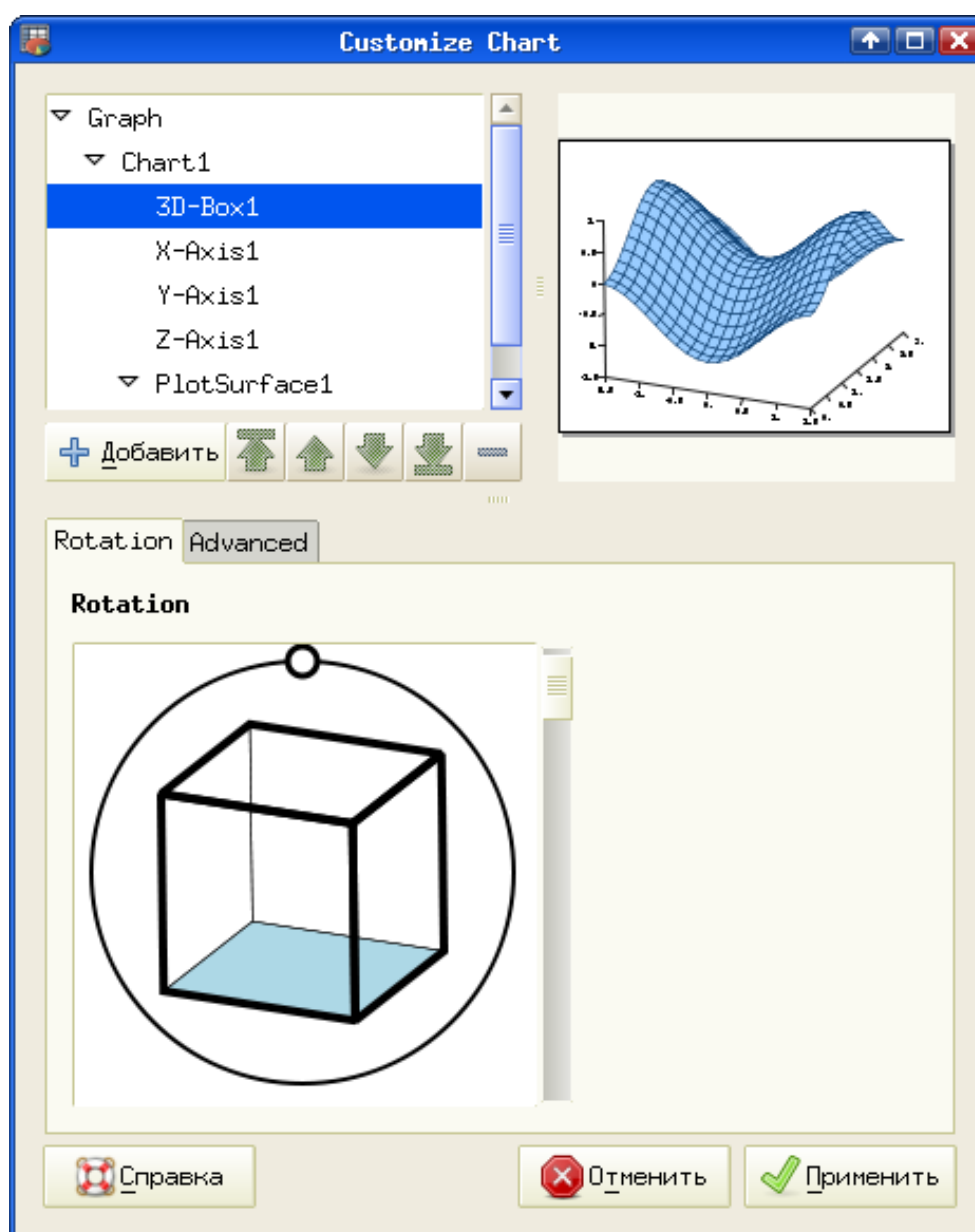 Customize Chart
Graph
Chart1
3D-Box1
X-Axis1
Y-Axis1
Z-Axis1
PlotSurface1
Добавить
Rotation
Advanced
Rotation
Справка
Отменить
Применить